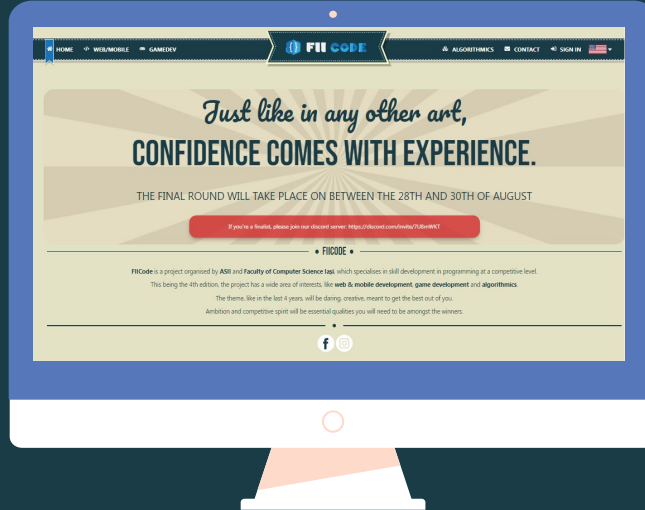 HOME WEB/MOBILE GAMEDEV FII CODE ALGORITHMICS CONTACT SIGN IN
Just like in any other art,
CONFIDENCE COMES WITH EXPERIENCE.
THE FINAL ROUND WILL TAKE PLACE ON BETWEEN THE 28TH AND 30TH OF AUGUST
If you're a finalist, please join our discord server: https://discord.com/invite/7UBmWKT
FIICODE
FIICode is a project organised by ASII and Faculty of Computer Science Iași, which specialises in skill development in programming at a competitive level.
This being the 4th edition, the project has a wide area of interests, like web & mobile development, game development and algorithmics.
The theme, like in the last 4 years, will be daring, creative, meant to get the best out of you.
Ambition and competitive spirit will be essential qualities you will need to be amongst the winners.